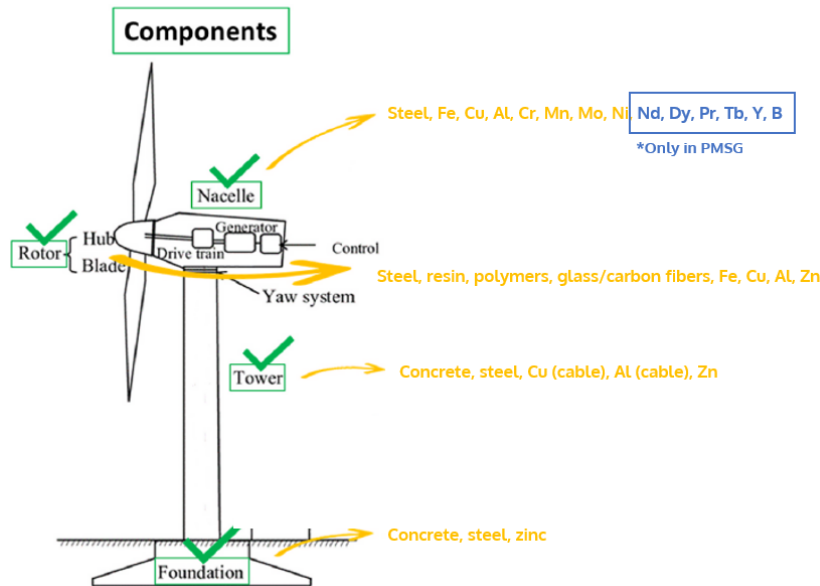 Components
Steel, Fe, Cu, Al, Cr, Mn, Mo, Ni, Nd, Dy, Pr, Tb, Y, B
*Only in PMSG
Nacelle
Generator
Rotor
Hub
Blade
Drive train
Control
Steel, resin, polymers, glass/carbon fibers, Fe, Cu, Al, Zn
Yaw system
Tower
Concrete, steel, Cu (cable), Al (cable), Zn
Concrete, steel, zinc
Foundation